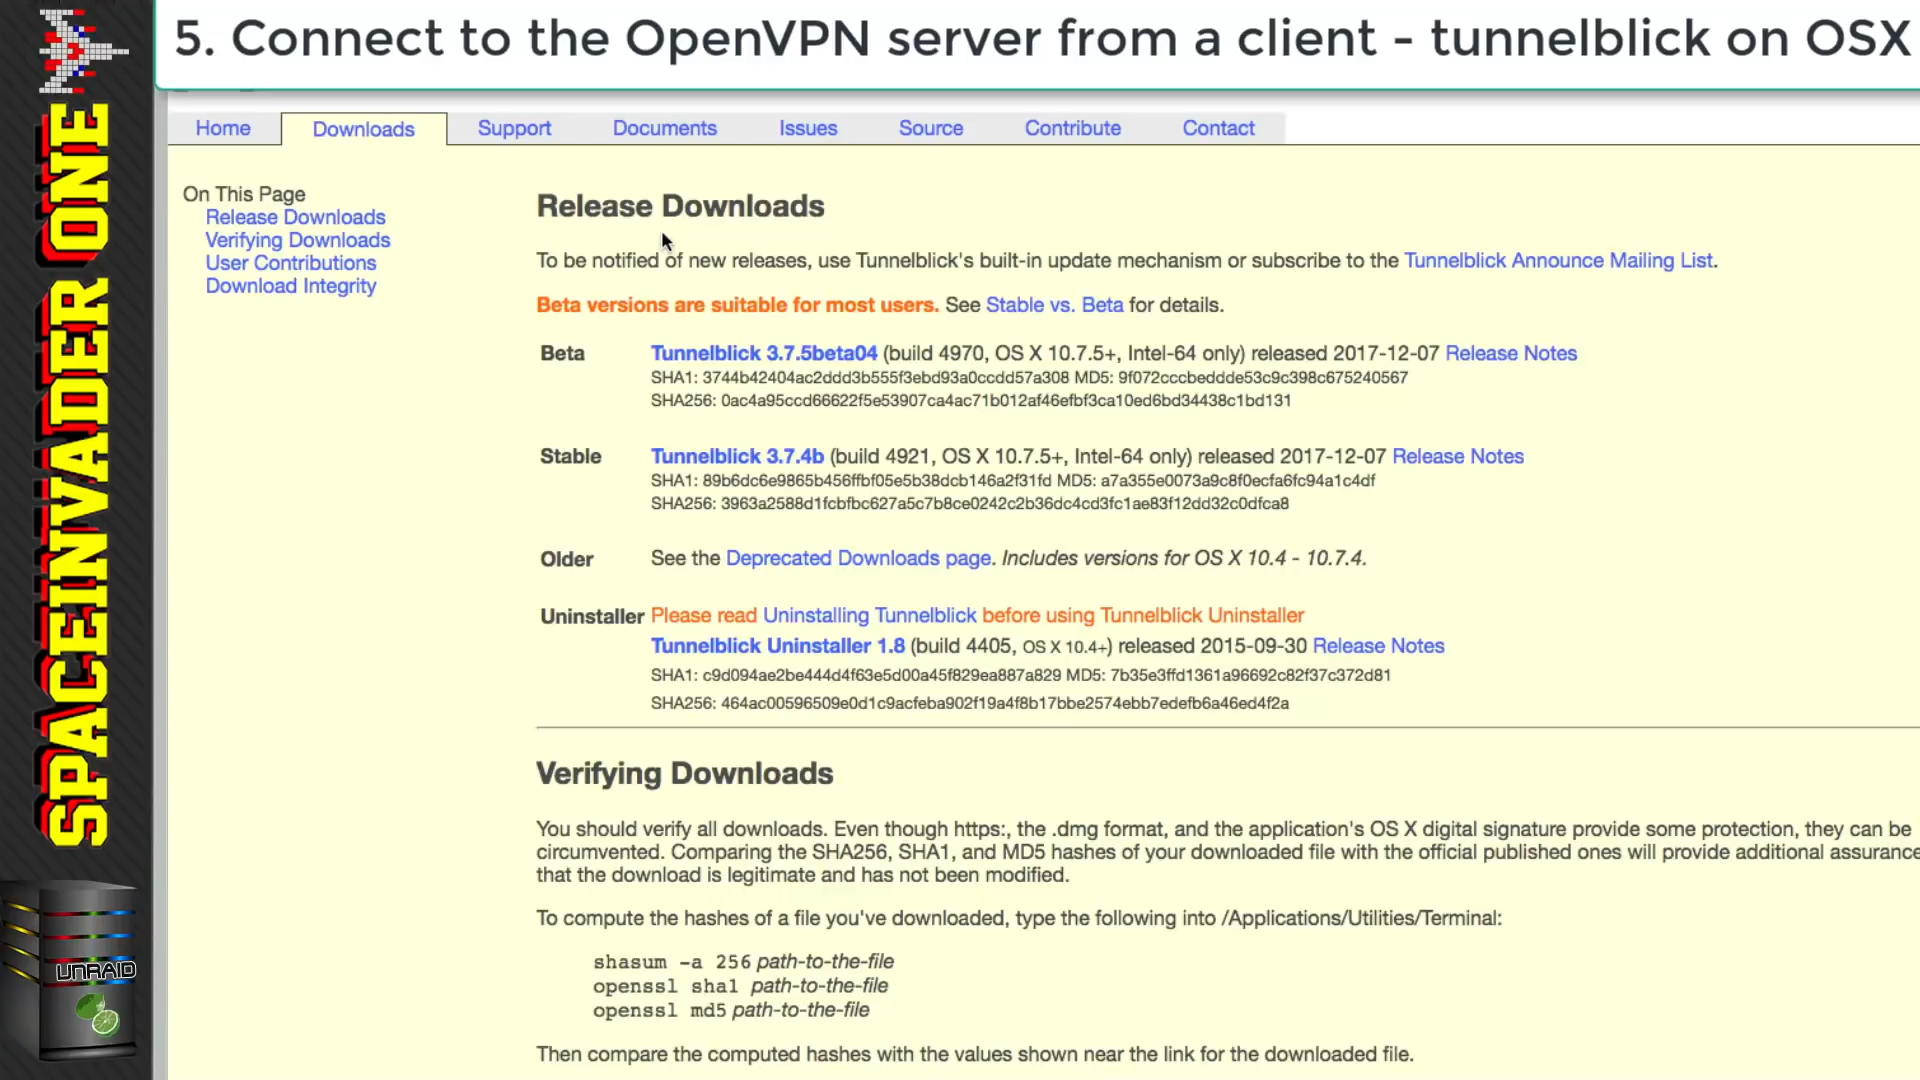 5. Connect to the OpenVPN server from a client - tunnelblick on OSX
SPACEINVADER ONE
UNRAID
Home Downloads Support Documents Issues Source Contribute Contact
On This Page
Release Downloads
Verifying Downloads
User Contributions
Download Integrity
Release Downloads
To be notified of new releases, use Tunnelblick's built-in update mechanism or subscribe to the Tunnelblick Announce Mailing List.
Beta versions are suitable for most users. See Stable vs. Beta for details.
Beta Tunnelblick 3.7.5beta04 (build 4970, OS X 10.7.5+, Intel-64 only) released 2017-12-07 Release Notes
SHA1: 3744b42404ac2ddd3b555f3ebd93a0ccdd57a308 MD5: 9f072cccbeddde53c9c398c675240567
SHA256: 0ac4a95ccd66622f5e53907ca4ac71b012af46efbf3ca10ed6bd34438c1bd131
Stable Tunnelblick 3.7.4b (build 4921, OS X 10.7.5+, Intel-64 only) released 2017-12-07 Release Notes
SHA1: 89b6dc6e9865b456ffbf05e5b38dcb146a2f31fd MD5: a7a355e0073a9c8f0ecfa6fc94a1c4df
SHA256: 3963a2588d1fcbfbc627a5c7b8ce0242c2b36dc4cd3fc1ae83f12dd32c0dfca8
Older See the Deprecated Downloads page. Includes versions for OS X 10.4 - 10.7.4.
Uninstaller Please read Uninstalling Tunnelblick before using Tunnelblick Uninstaller
Tunnelblick Uninstaller 1.8 (build 4405, OS X 10.4+) released 2015-09-30 Release Notes
SHA1: c9d094ae2be444d4f63e5d00a45f829ea887a829 MD5: 7b35e3ffd1361a96692c82f37c372d81
SHA256: 464ac00596509e0d1c9acfeba902f19a4f8b17bbe2574ebb7edefb6a46ed4f2a
Verifying Downloads
You should verify all downloads. Even though https:, the .dmg format, and the application's OS X digital signature provide some protection, they can be
circumvented. Comparing the SHA256, SHA1, and MD5 hashes of your downloaded file with the official published ones will provide additional assurance
that the download is legitimate and has not been modified.
To compute the hashes of a file you've downloaded, type the following into /Applications/Utilities/Terminal:
shasum -a 256 path-to-the-file
openssl sha1 path-to-the-file
openssl md5 path-to-the-file
Then compare the computed hashes with the values shown near the link for the downloaded file.